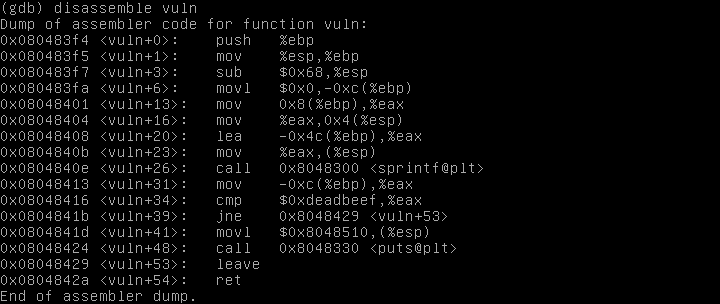 (gdb) disassemble vuln
Dump of assembler code for function vuln:
0x080483f4 <vuln+0>:    push   %ebp
0x080483f5 <vuln+1>:    mov    %esp,%ebp
0x080483f7 <vuln+3>:    sub    $0x68,%esp
0x080483fa <vuln+6>:    movl   $0x0,-0xc(%ebp)
0x08048401 <vuln+13>:   mov    0x8(%ebp),%eax
0x08048404 <vuln+16>:   mov    %eax,0x4(%esp)
0x08048408 <vuln+20>:   lea    -0x4c(%ebp),%eax
0x0804840b <vuln+23>:   mov    %eax,(%esp)
0x0804840e <vuln+26>:   call   0x8048300 <sprintf@plt>
0x08048413 <vuln+31>:   mov    -0xc(%ebp),%eax
0x08048416 <vuln+34>:   cmp    $0xdeadbeef,%eax
0x0804841b <vuln+39>:   jne    0x8048429 <vuln+53>
0x0804841d <vuln+41>:   movl   $0x8048510,(%esp)
0x08048424 <vuln+48>:   call   0x8048330 <puts@plt>
0x08048429 <vuln+53>:   leave
0x0804842a <vuln+54>:   ret
End of assembler dump.